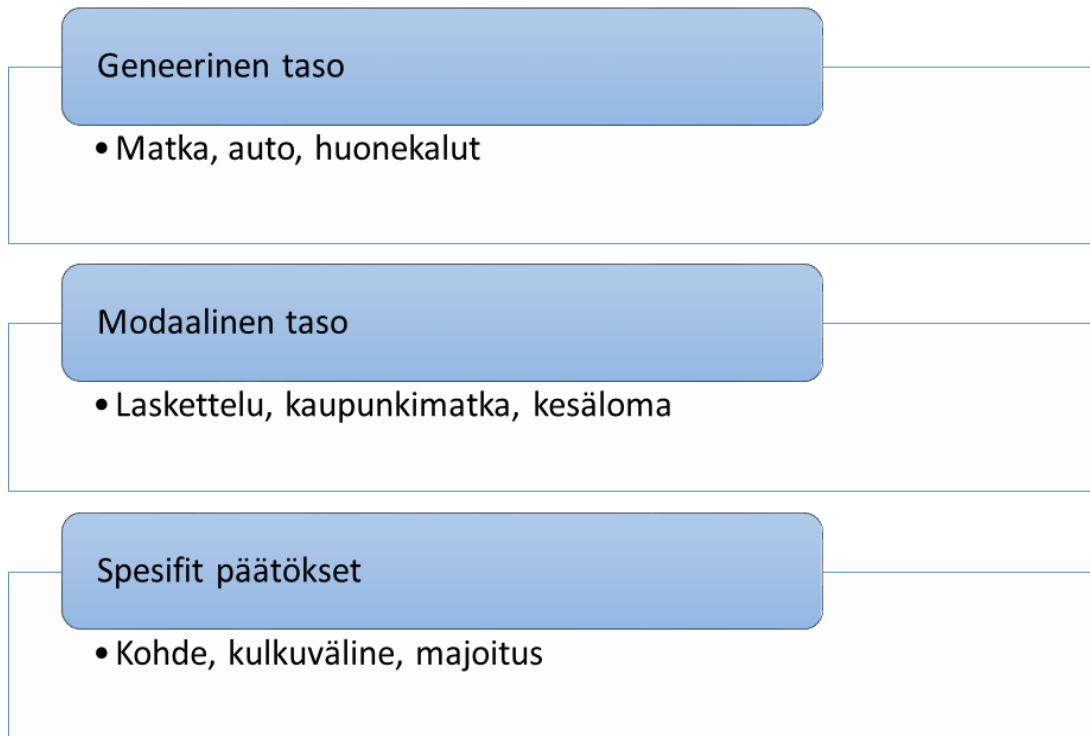 Geneerinen taso
• Matka, auto, huonekalut
Modaalinen taso
• Laskettelu, kaupunkimatka, kesäloma
Spesifit päätökset
• Kohde, kulkuväline, majoitus